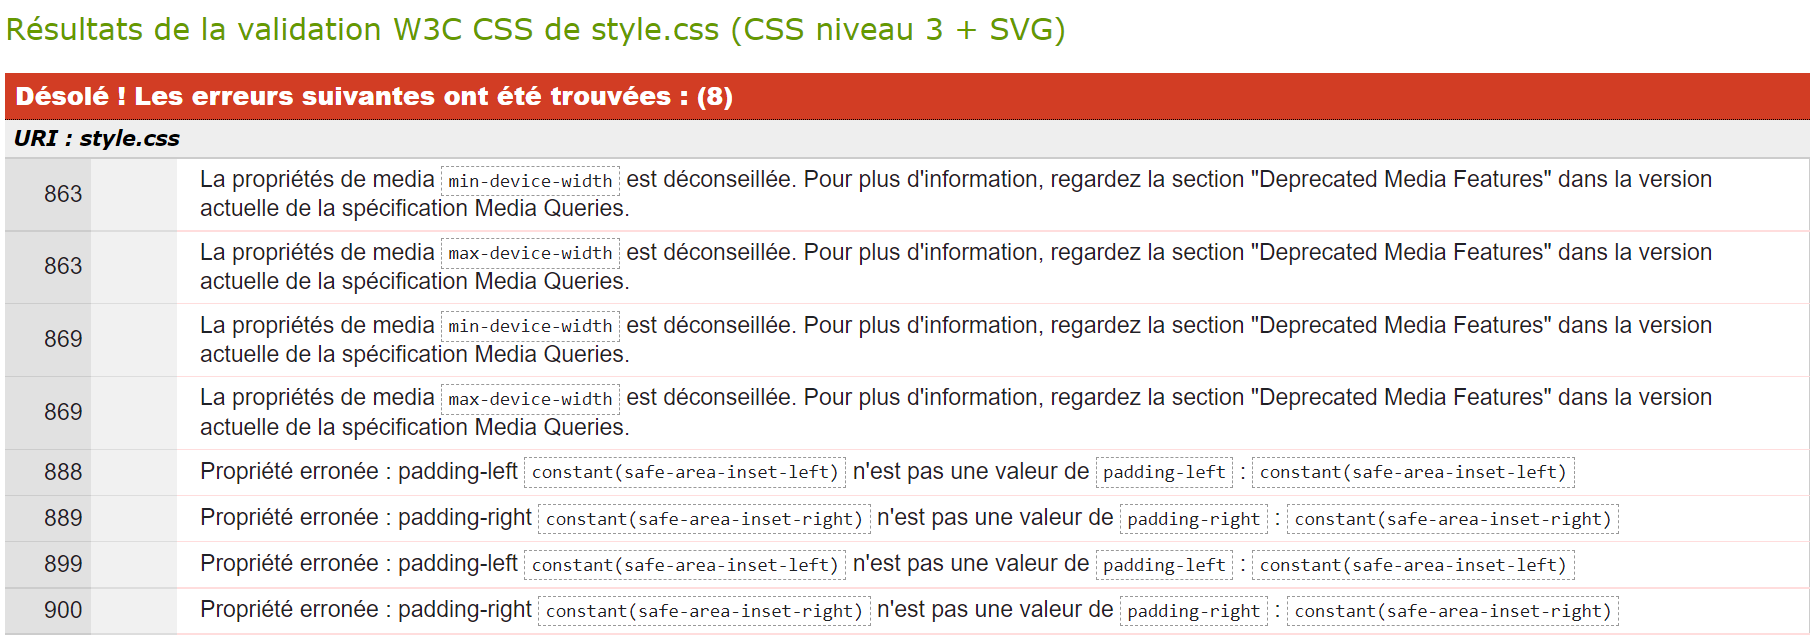 Résultats de la validation W3C CSS de style.css (CSS niveau 3 + SVG)
Désolé ! Les erreurs suivantes ont été trouvées : (8)
URI : style.css
863 La propriétés de media min-device-width est déconseillée. Pour plus d'information, regardez la section "Deprecated Media Features" dans la version
actuelle de la spécification Media Queries.
863 La propriétés de media max-device-width est déconseillée. Pour plus d'information, regardez la section "Deprecated Media Features" dans la version
actuelle de la spécification Media Queries.
869 La propriétés de media min-device-width est déconseillée. Pour plus d'information, regardez la section "Deprecated Media Features" dans la version
actuelle de la spécification Media Queries.
869 La propriétés de media max-device-width est déconseillée. Pour plus d'information, regardez la section "Deprecated Media Features" dans la version
actuelle de la spécification Media Queries.
888 Propriété erronée : padding-left constant(safe-area-inset-left) n'est pas une valeur de padding-left : constant(safe-area-inset-left)
889 Propriété erronée : padding-right constant(safe-area-inset-right) n'est pas une valeur de padding-right : constant(safe-area-inset-right)
899 Propriété erronée : padding-left constant(safe-area-inset-left) n'est pas une valeur de padding-left : constant(safe-area-inset-left)
900 Propriété erronée : padding-right constant(safe-area-inset-right) n'est pas une valeur de padding-right : constant(safe-area-inset-right)